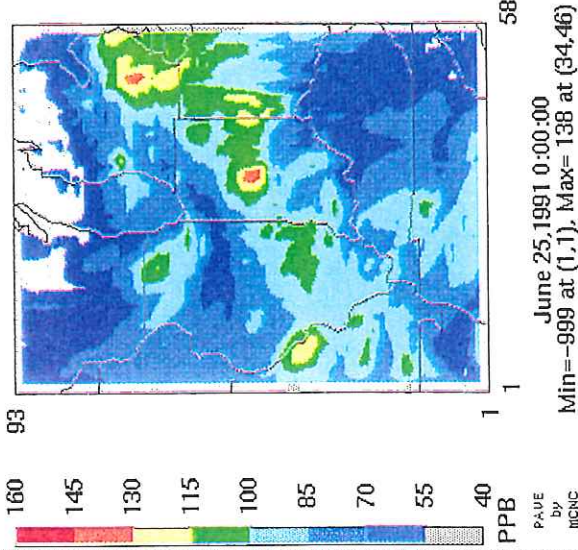 160
145
130
115
100
85
70
55
40
PPB
PAVE
by
MCNC
93
1
1
58
June 25,1991 0:00:00
Min=-999 at (1,1), Max= 138 at (34,46)